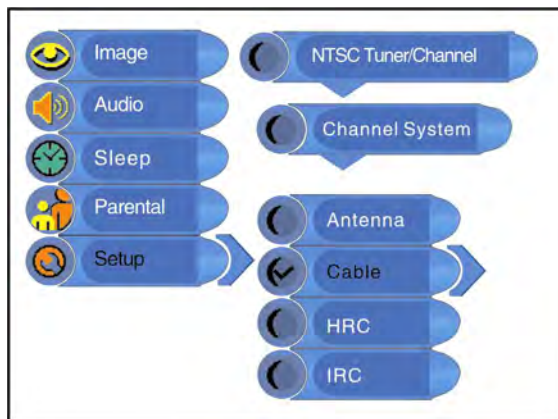 Image
Audio
Sleep
Parental
Setup
NTSC Tuner/Channel
Channel System
Antenna
Cable
HRC
IRC